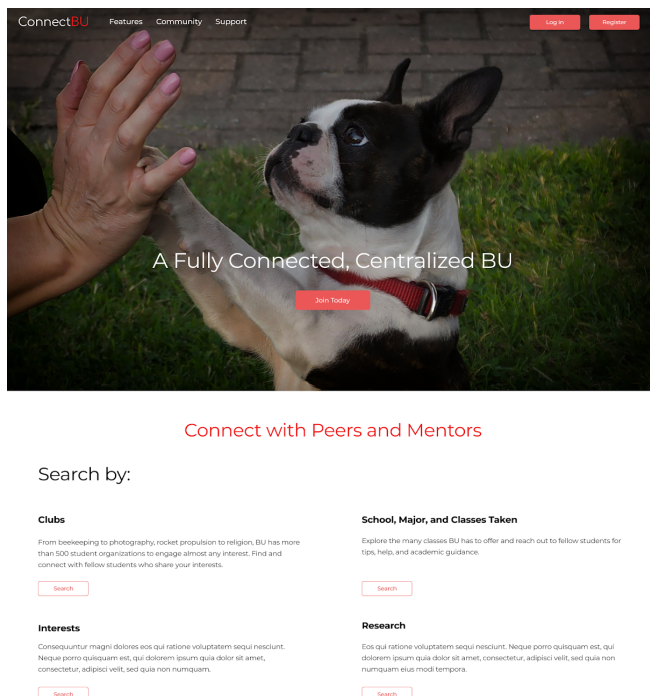 ConnectBU Features Community Support Log In Register
A Fully Connected, Centralized BU
Join Today
Connect with Peers and Mentors
Search by:
Clubs
From beekeeping to photography, rocket propulsion to religion, BU has more
than 500 student organizations to engage almost any interest. Find and
connect with fellow students who share your interests.
Search
School, Major, and Classes Taken
Explore the many classes BU has to offer and reach out to fellow students for
tips, help, and academic guidance.
Search
Interests
Consequuntur magni dolores eos qui ratione voluptatem sequi nesciunt.
Neque porro quisquam est, qui dolorem ipsum quia dolor sit amet,
consectetur, adipisci velit, sed quia non numquam.
Search
Research
Eos qui ratione voluptatem sequi nesciunt. Neque porro quisquam est, qui
dolorem ipsum quia dolor sit amet, consectetur, adipisci velit, sed quia non
numquam eius modi tempora.
Search